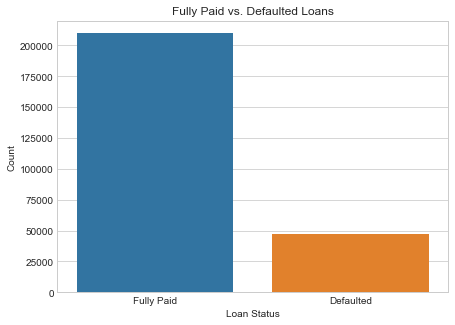 Fully Paid vs. Defaulted Loans
200000
175000
150000
125000
100000
75000
50000
25000
0
Count
Fully Paid
Defaulted
Loan Status